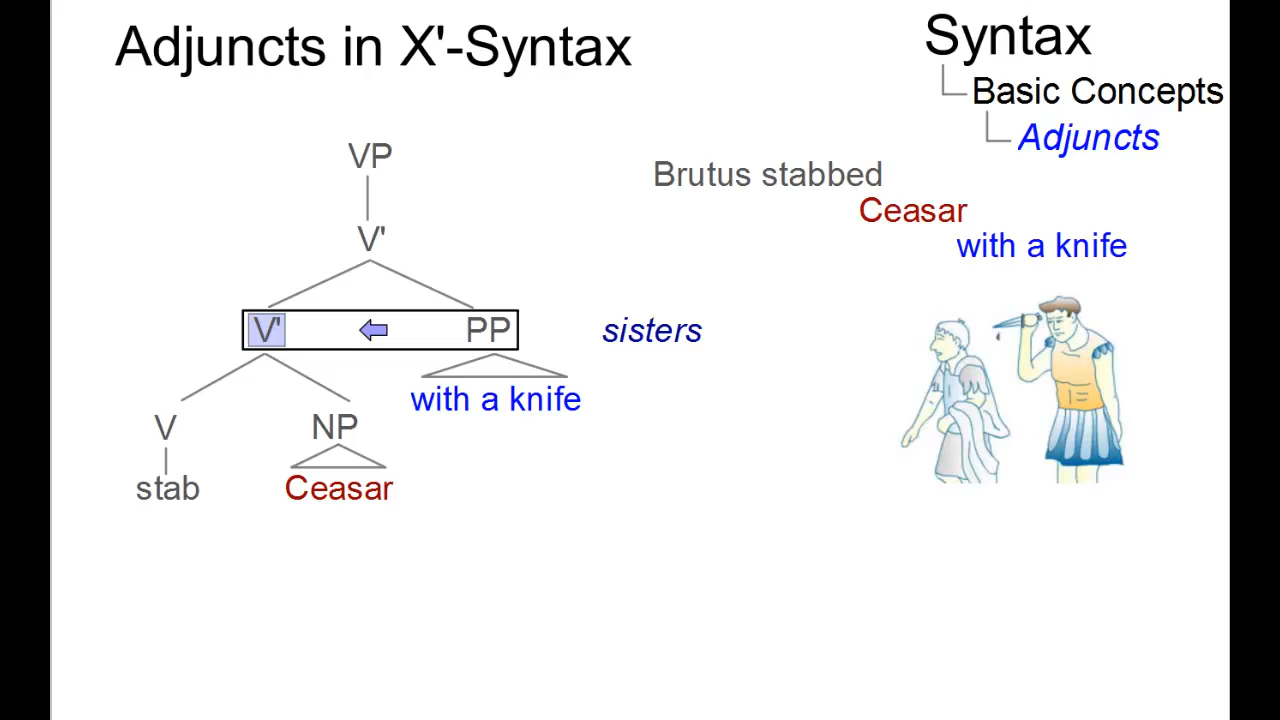 Adjuncts in X'-Syntax
Syntax
Basic Concepts
Adjuncts
VP
V'
V' PP
with a knife
V NP
stab Ceasar
Brutus stabbed
Ceasar
with a knife
sisters